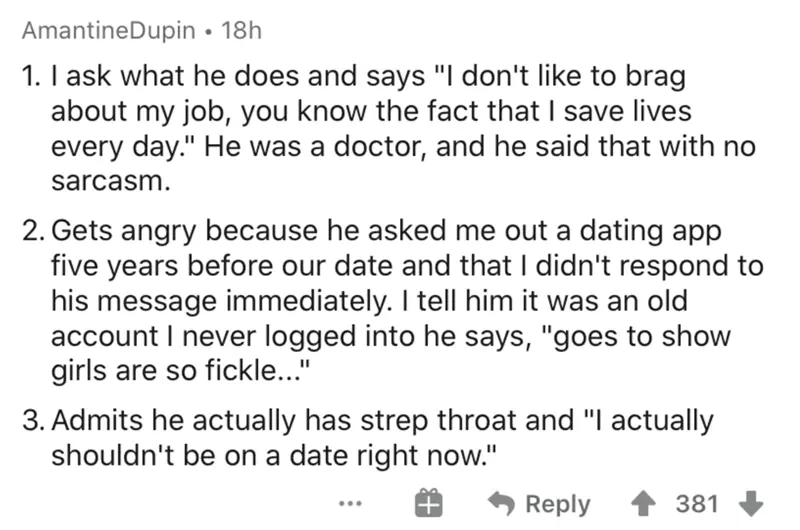 AmantineDupin • 18h
1. I ask what he does and says "I don't like to brag
about my job, you know the fact that I save lives
every day." He was a doctor, and he said that with no
sarcasm.
2. Gets angry because he asked me out a dating app
five years before our date and that I didn't respond to
his message immediately. I tell him it was an old
account I never logged into he says, "goes to show
girls are so fickle..."
3. Admits he actually has strep throat and "I actually
shouldn't be on a date right now."
... Reply 381